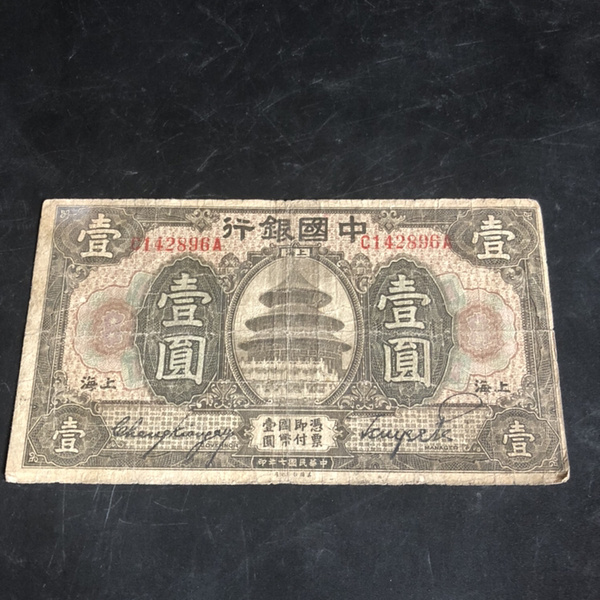 中國銀行
壹
壹
C142896A
C142896A
上海
壹圓
壹圓
上海
上海
憑票
即付
國幣
壹圓
壹
壹
MANAGER
中華民國七年印